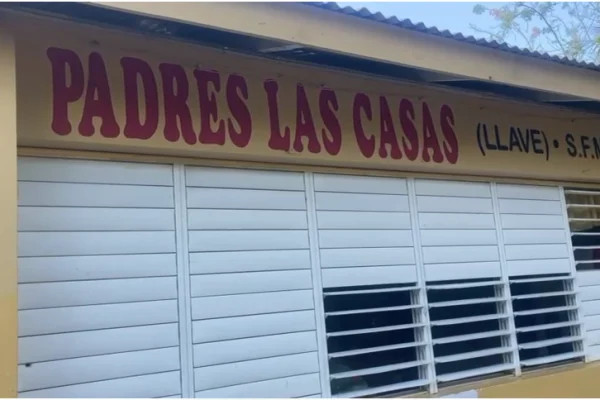 PADRES LAS CASAS (LLAVE) • S.F.M